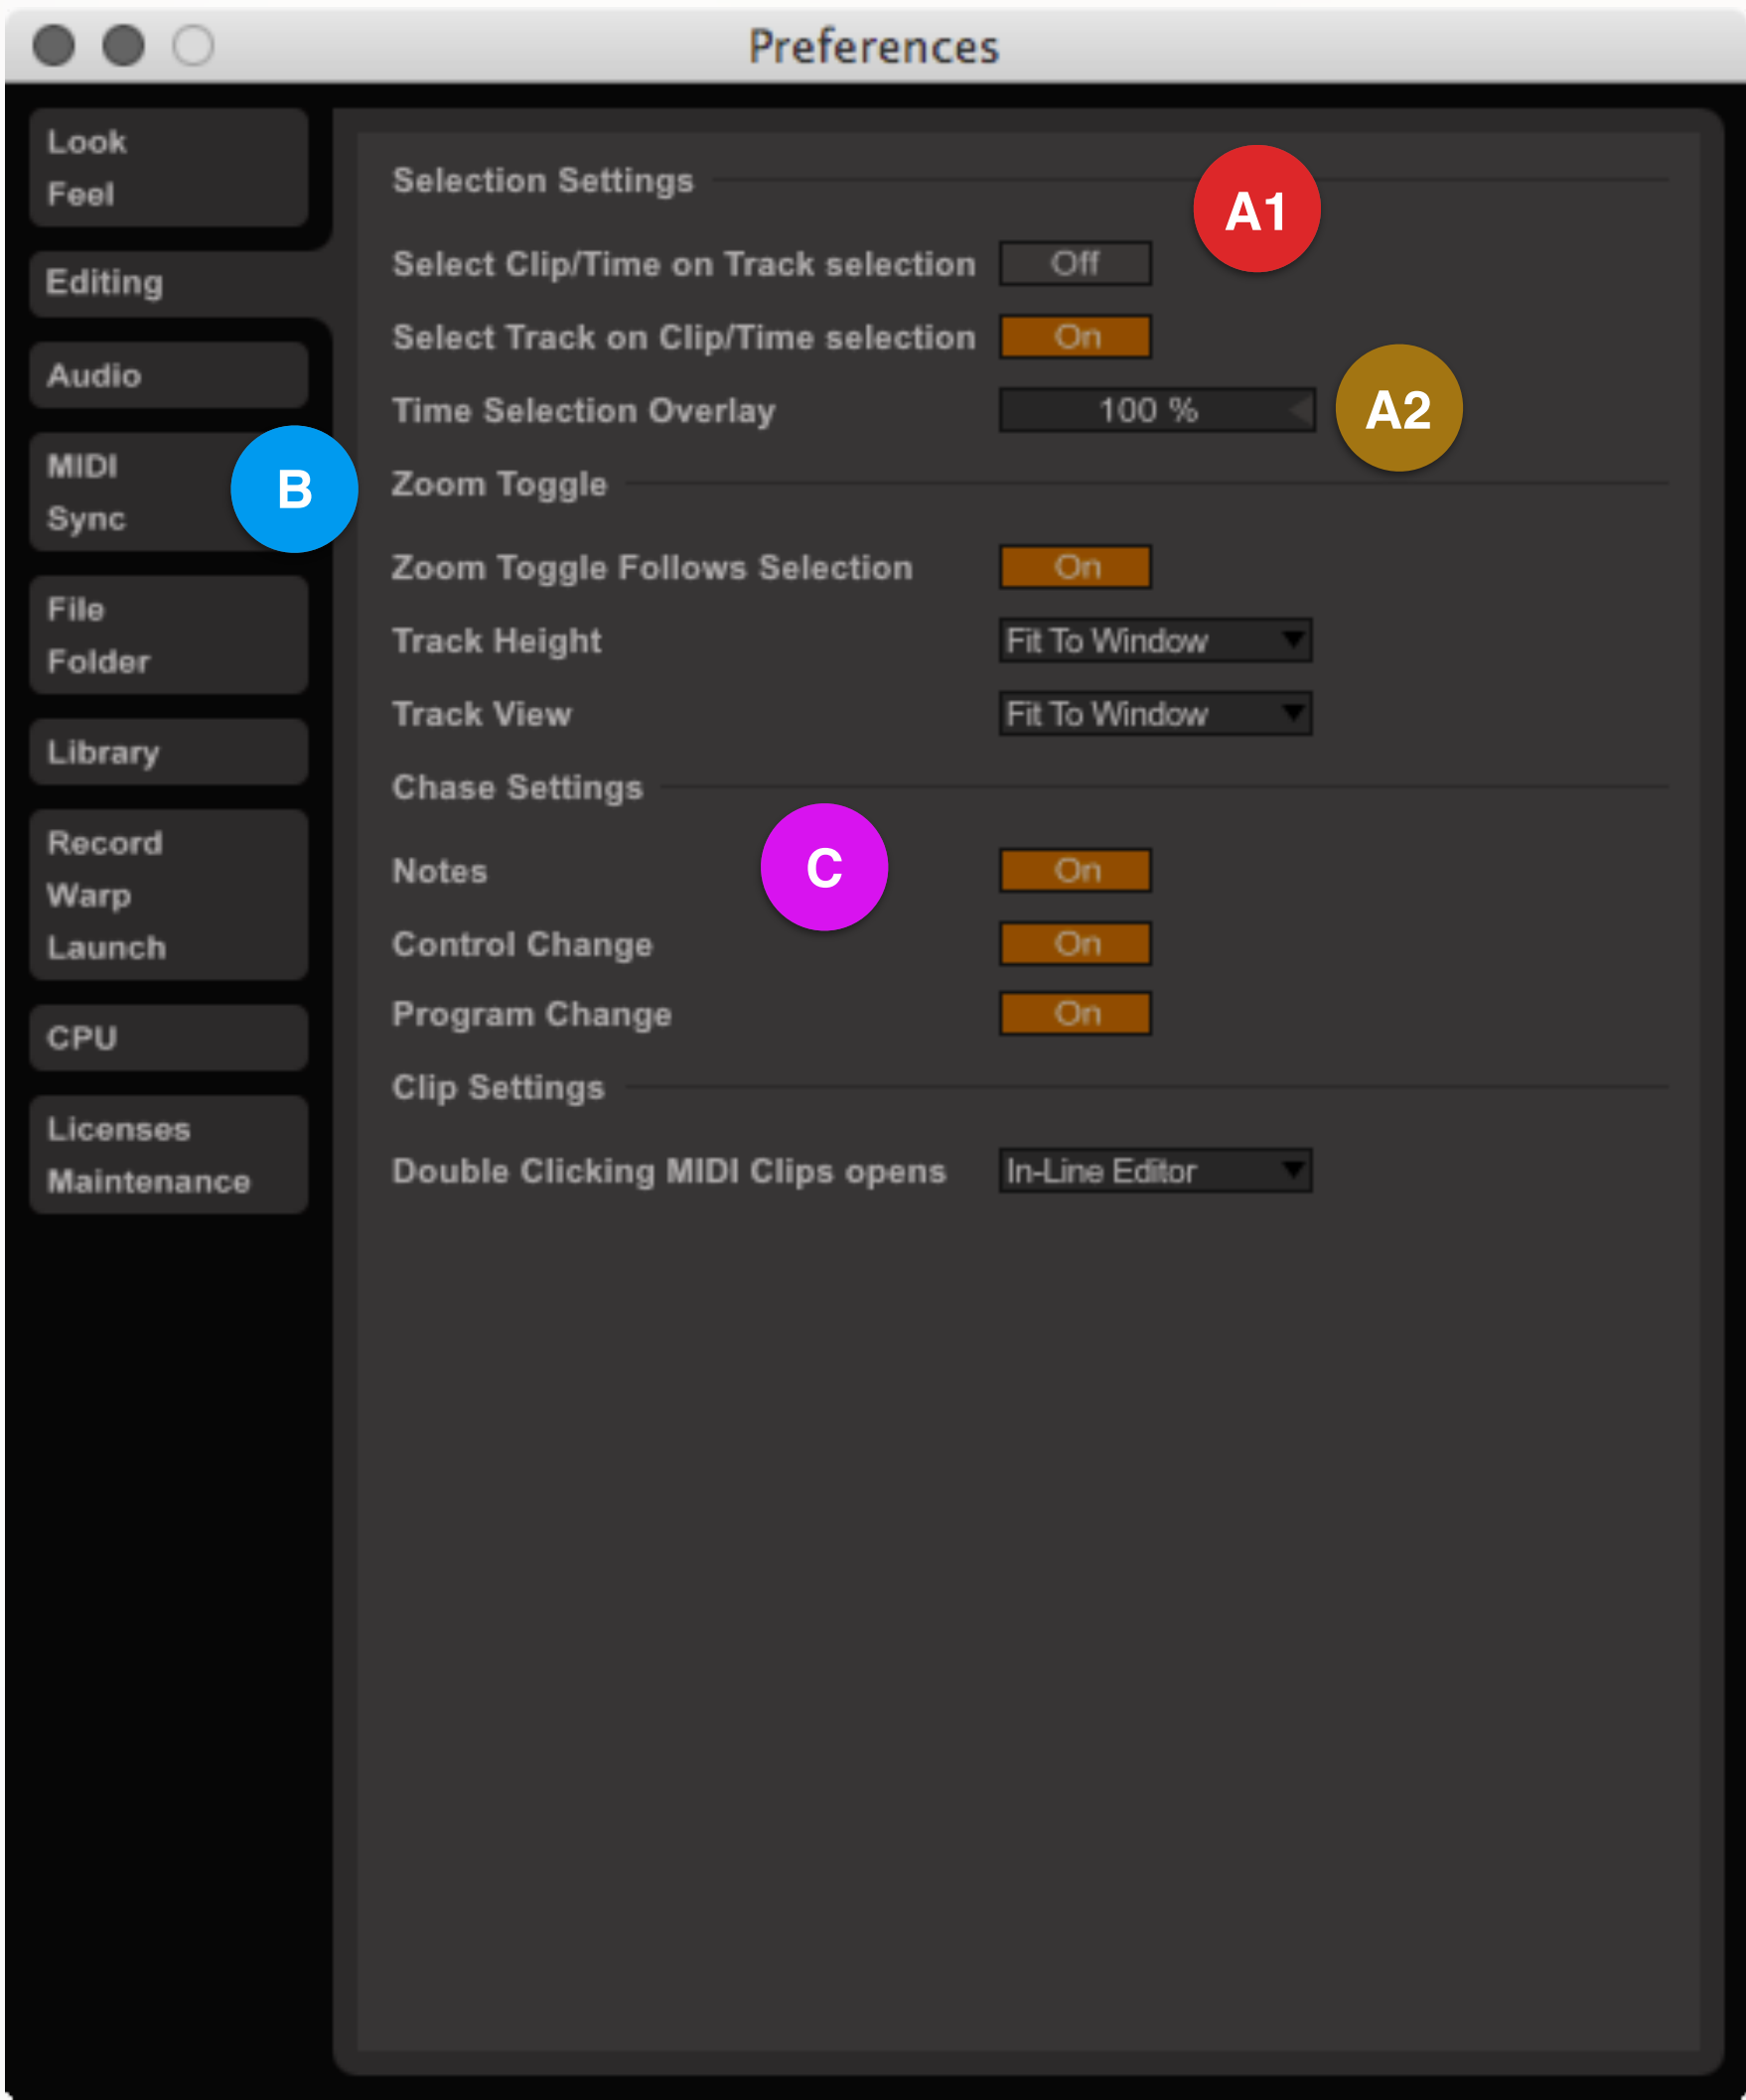 Preferences
Look
Feel
Editing
Audio
MIDI
Sync
B
File
Folder
Library
Record
Warp
Launch
CPU
Licenses
Maintenance
Selection Settings
A1
Select Clip/Time on Track selection Off
Select Track on Clip/Time selection On
Time Selection Overlay 100 % A2
Zoom Toggle
Zoom Toggle Follows Selection On
Track Height Fit To Window
Track View Fit To Window
Chase Settings
Notes C On
Control Change On
Program Change On
Clip Settings
Double Clicking MIDI Clips opens In-Line Editor